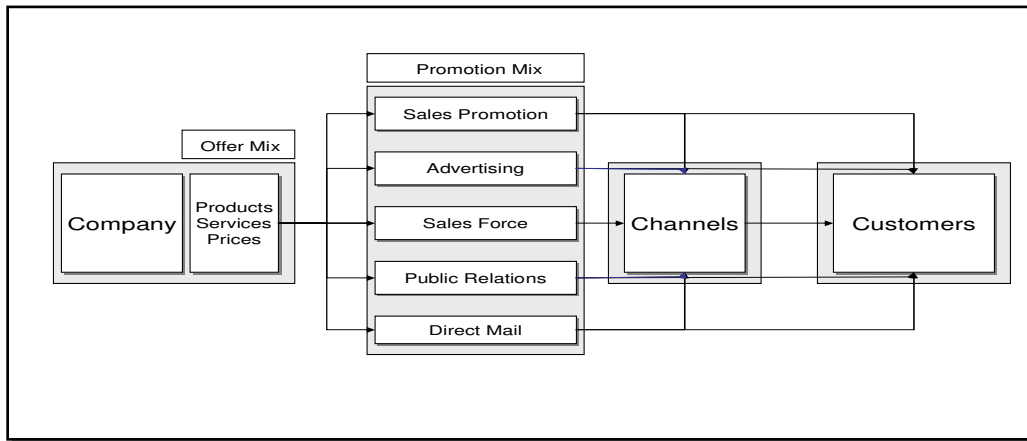 Promotion Mix
Sales Promotion
Offer Mix
Advertising
Company
Products
Services
Prices
Sales Force
Channels
Customers
Public Relations
Direct Mail